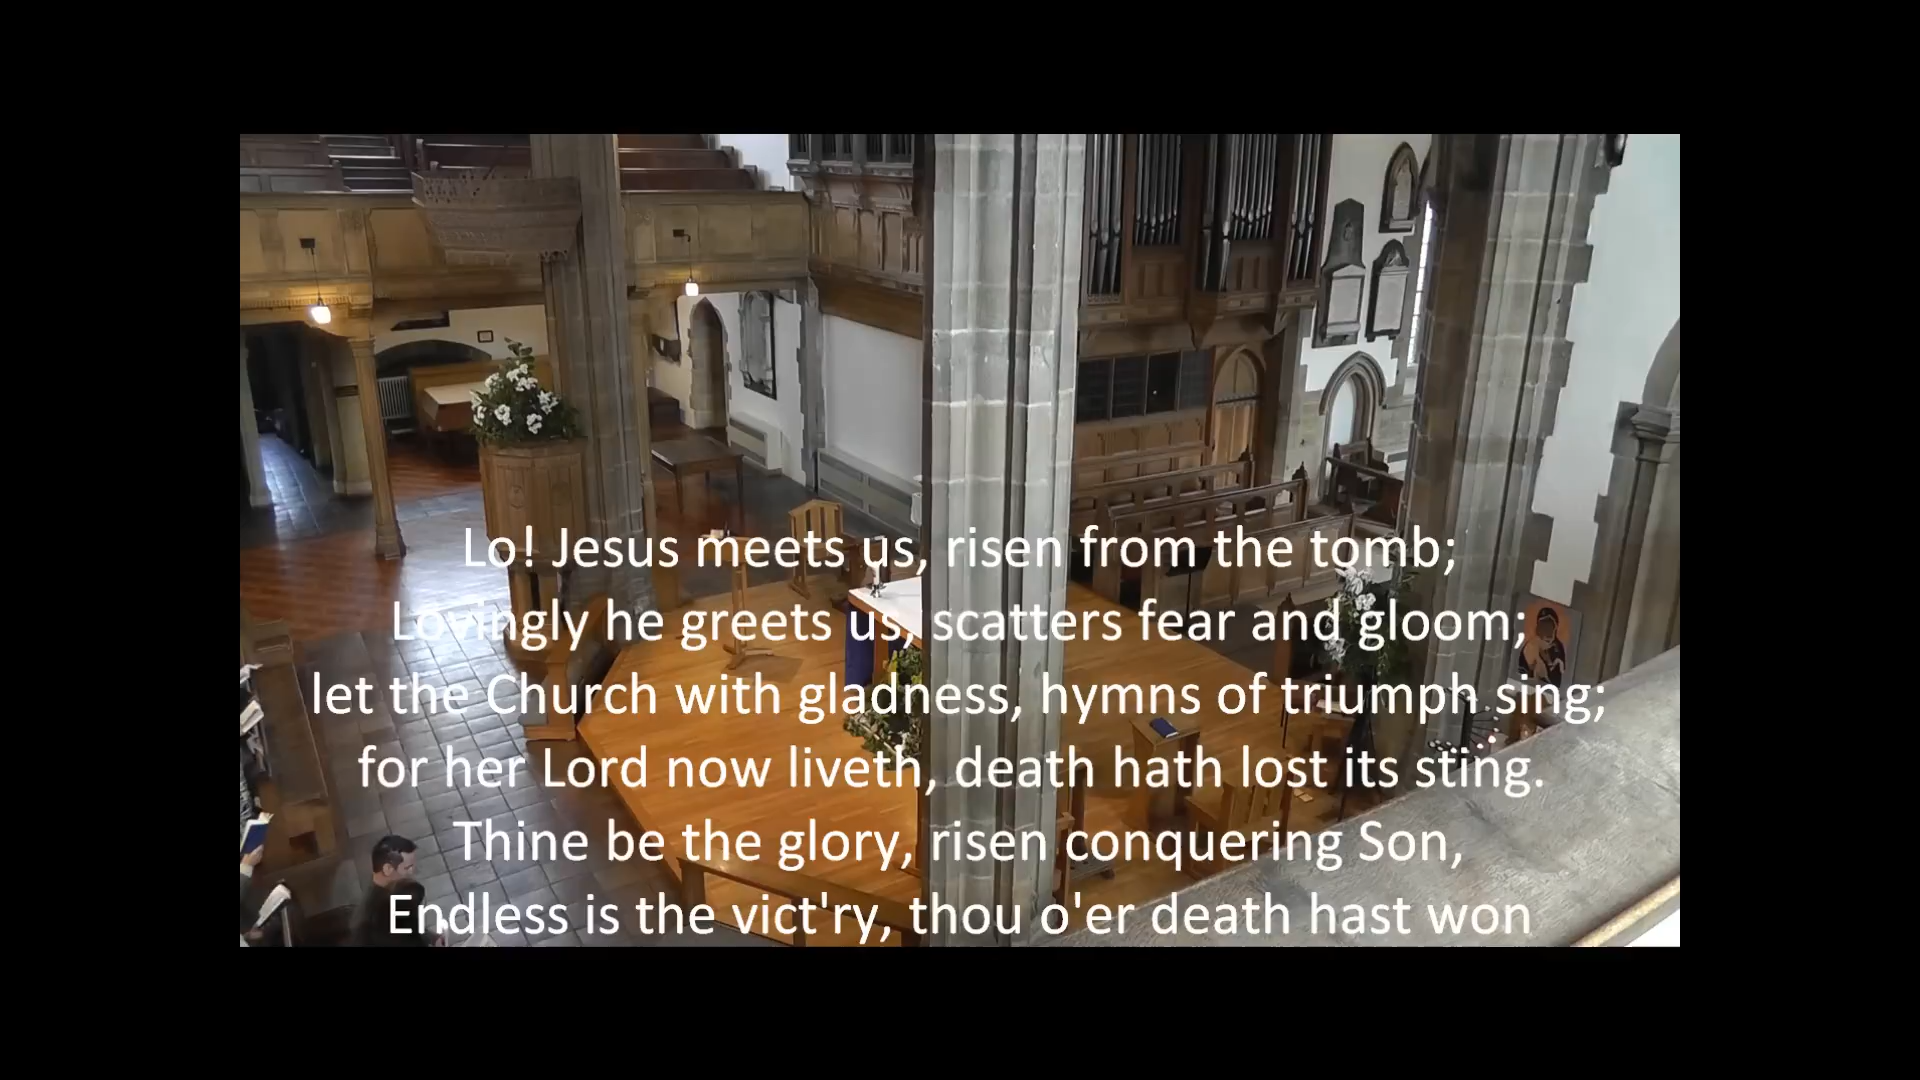 Lo! Jesus meets us, risen from the tomb;
Lovingly he greets us, scatters fear and gloom;
let the Church with gladness, hymns of triumph sing;
for her Lord now liveth, death hath lost its sting.
Thine be the glory, risen conquering Son,
Endless is the vict'ry, thou o'er death hast won